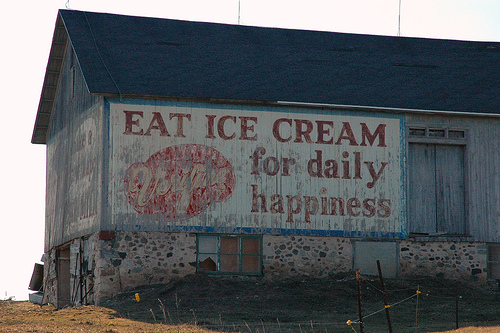 EAT ICE CREAM
for daily
happiness